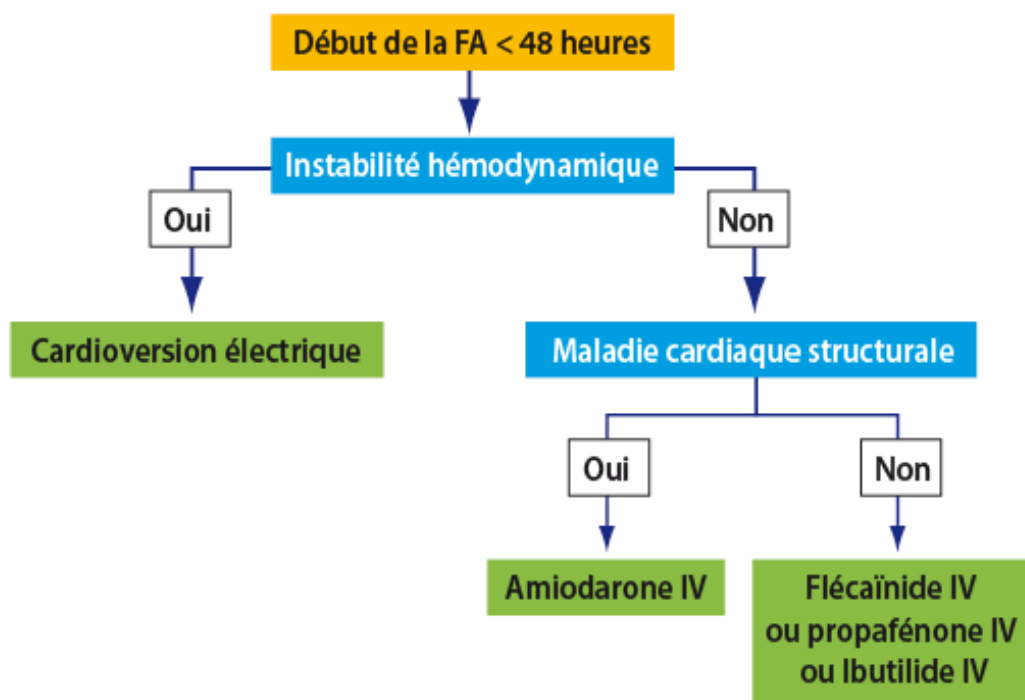 Début de la FA < 48 heures
Instabilité hémodynamique
Oui
Non
Cardioversion électrique
Maladie cardiaque structurale
Oui
Non
Amiodarone IV
Flécaïnide IV
ou propafénone IV
ou Ibutilide IV